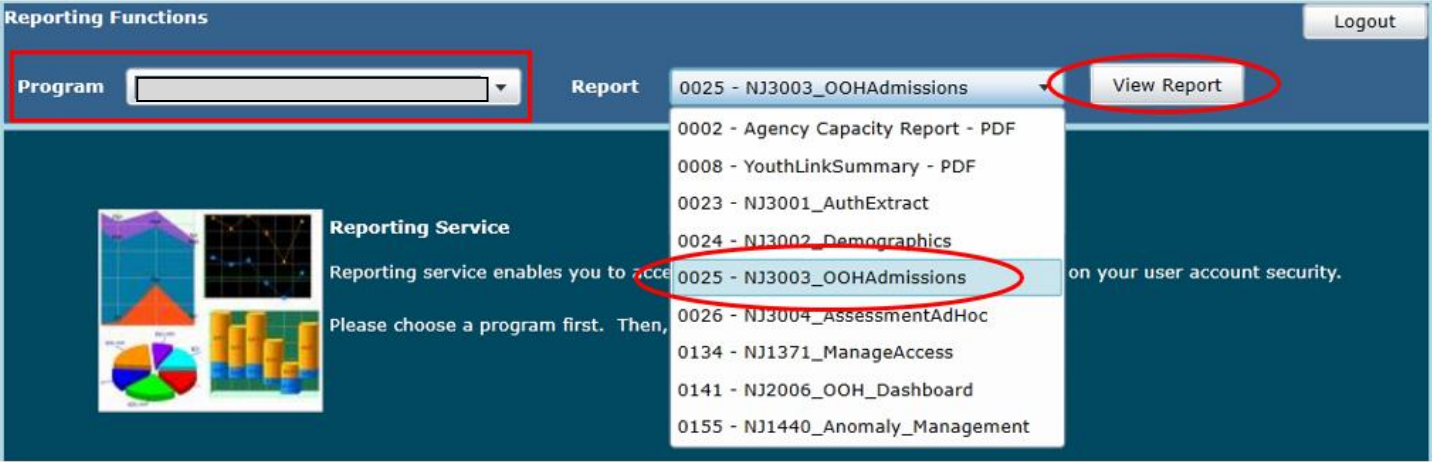 Reporting Functions
Logout
Program
Report
0025 - NJ3003_OOHAdmissions
View Report
0002 - Agency Capacity Report - PDF
0008 - YouthLinkSummary - PDF
0023 - NJ3001_AuthExtract
0024 - NJ3002_Demographics
0025 - NJ3003_OOHAdmissions
0026 - NJ3004_AssessmentAdHoc
0134 - NJ1371_ManageAccess
0141 - NJ2006_OOH_Dashboard
0155 - NJ1440_Anomaly_Management
Reporting Service
Reporting service enables you to acce on your user account security.
Please choose a program first. Then,